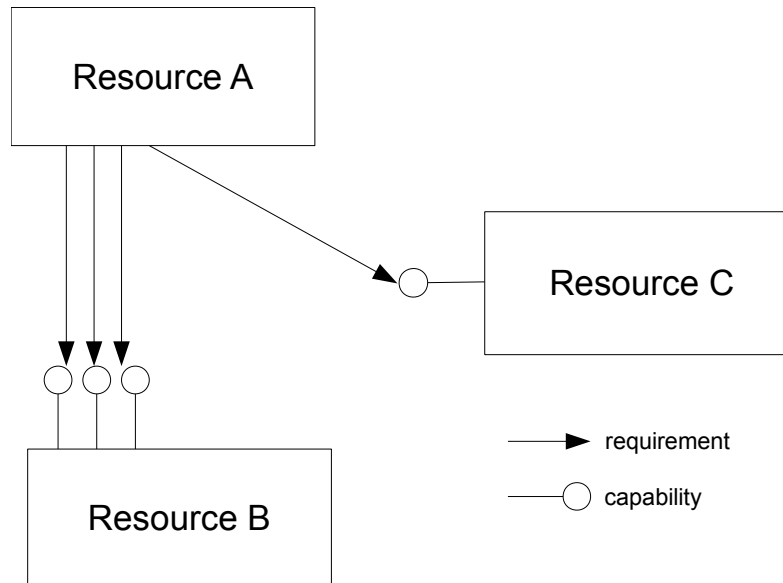 Resource A
Resource C
requirement
capability
Resource B